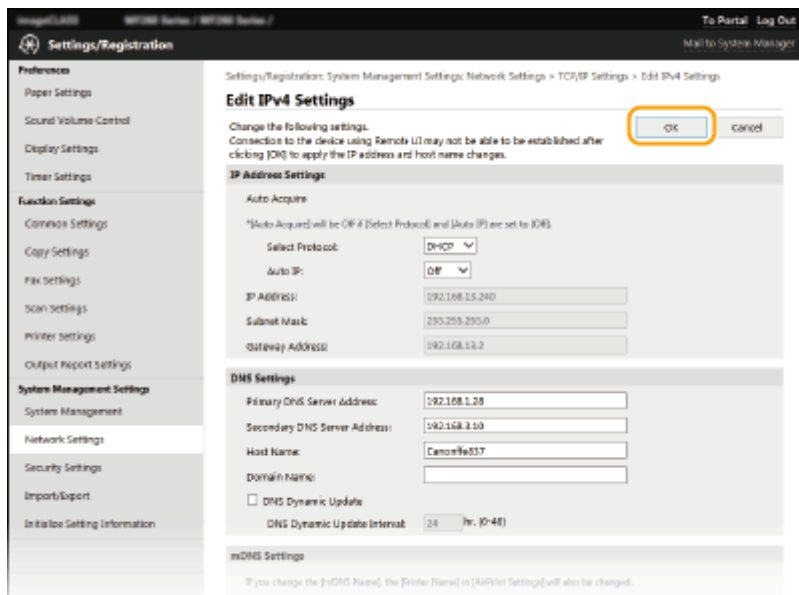 To Portal Log Out
Settings/Registration
Mail to System Manager
Preferences
Paper Settings
Sound Volume Control
Display Settings
Timer Settings
Function Settings
Common Settings
Copy Settings
Fax Settings
Scan Settings
Printer Settings
Output Report Settings
System Management Settings
System Management
Network Settings
Security Settings
Import/Export
Initialize Setting Information
Settings/Registration: System Management Settings: Network Settings > TCP/IP Settings > Edit IPv4 Settings
Edit IPv4 Settings
Change the following settings.
Connection to the device using Remote UI may not be able to be established after
clicking [OK] to apply the IP address and host name changes.
OK Cancel
IP Address Settings
Auto Acquire
*[Auto Acquire] will be Off if [Select Protocol] and [Auto IP] are set to [Off].
Select Protocol: DHCP
Auto IP: Off
IP Address: 192.168.13.240
Subnet Mask: 255.255.255.0
Gateway Address: 192.168.13.2
DNS Settings
Primary DNS Server Address: 192.168.1.28
Secondary DNS Server Address: 192.168.3.10
Host Name:
Domain Name:
DNS Dynamic Update
DNS Dynamic Update Interval: 24 hr. (0-48)
mDNS Settings
If you change the [mDNS Name], the [Printer Name] in [AirPrint Settings] will also be changed.